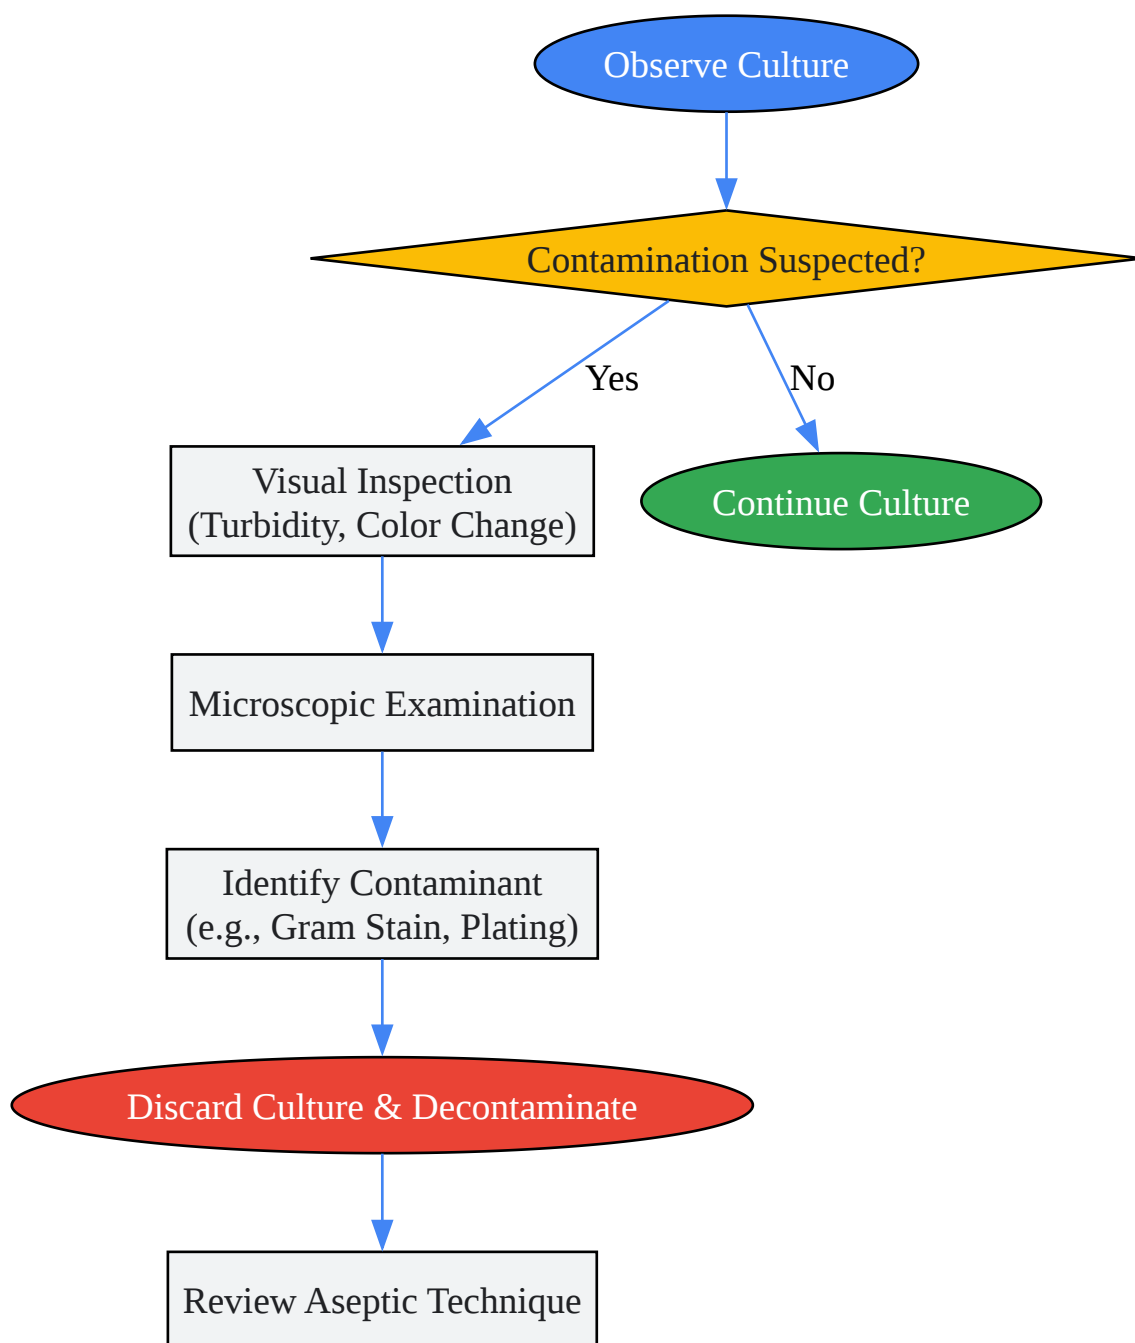 Observe Culture
Contamination Suspected?
Yes
No
Visual Inspection
(Turbidity, Color Change)
Continue Culture
Microscopic Examination
Identify Contaminant
(e.g., Gram Stain, Plating)
Discard Culture & Decontaminate
Review Aseptic Technique